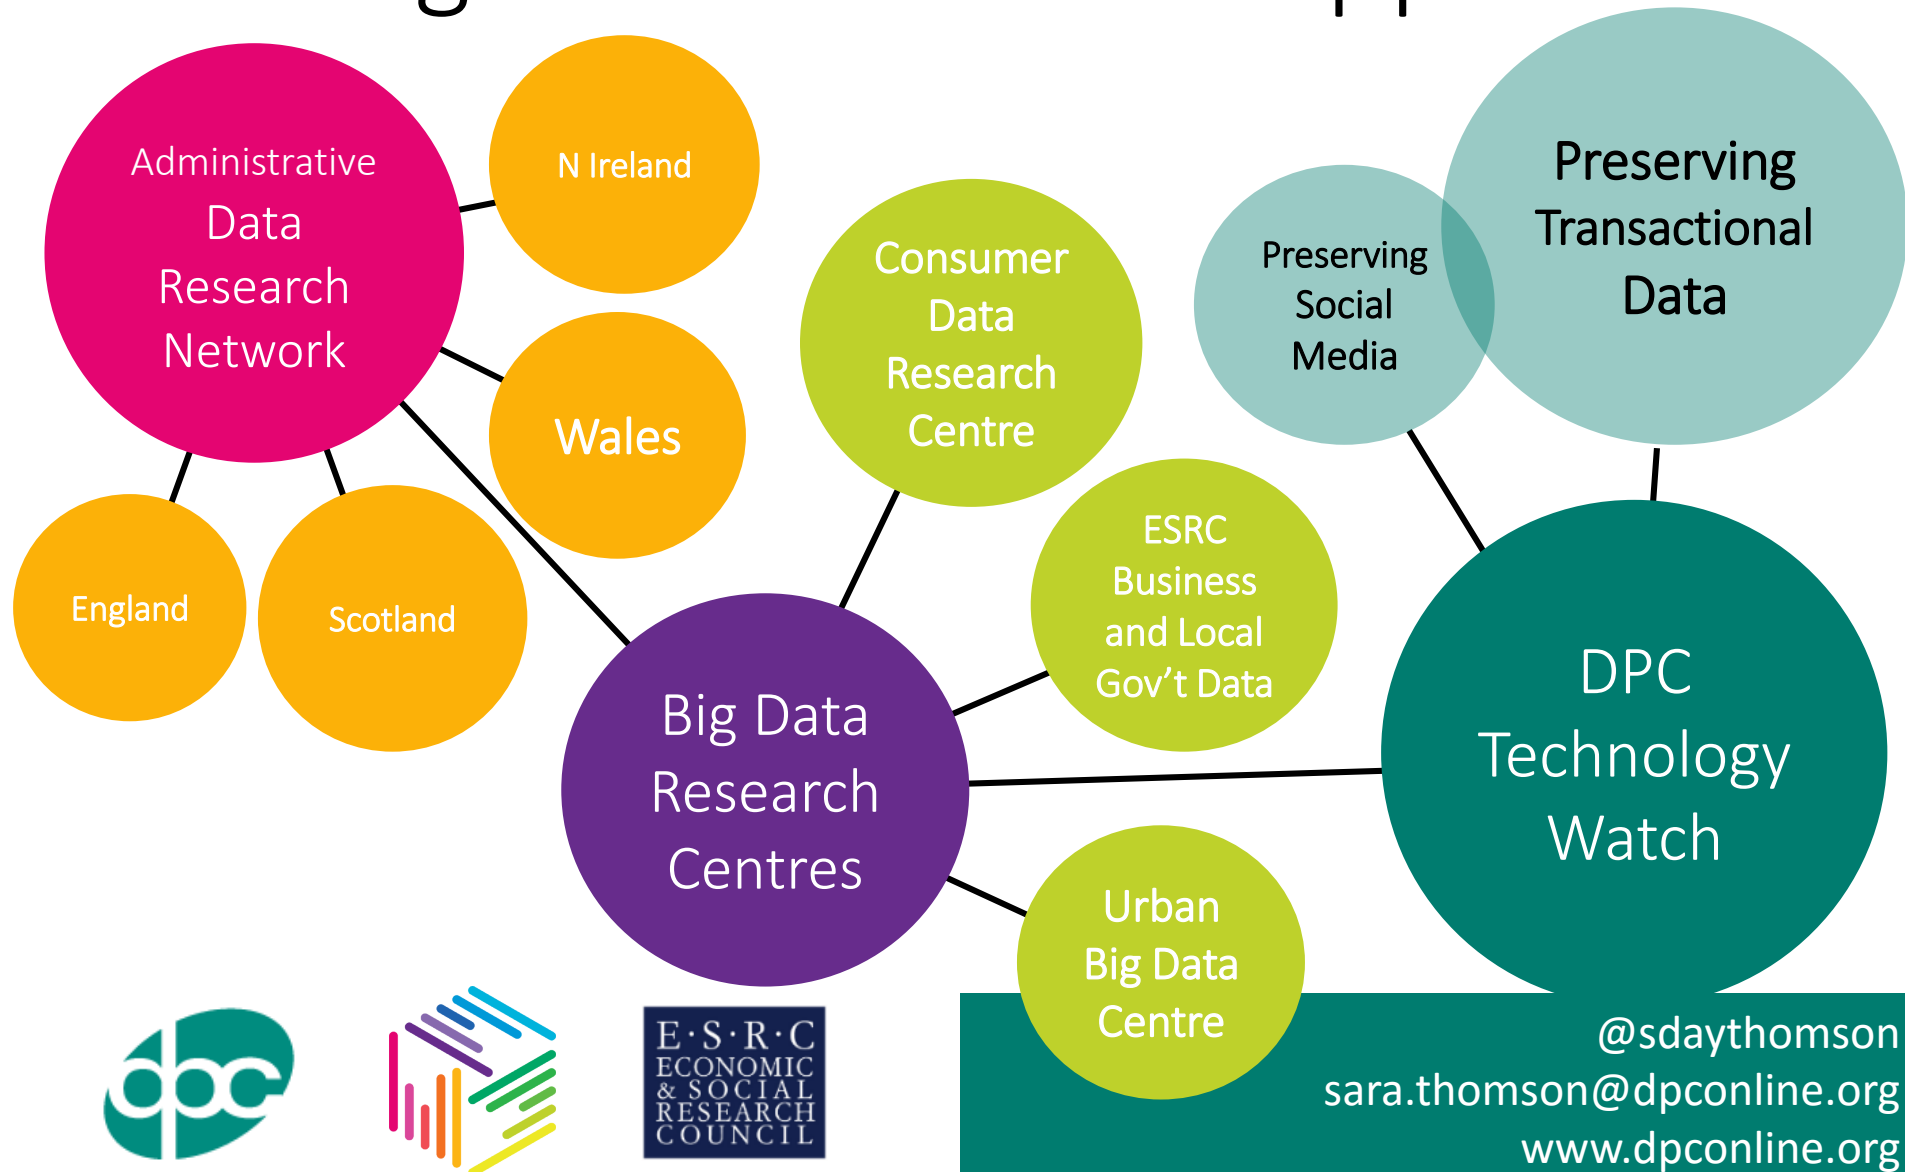 Administrative
Data
Research
Network
N Ireland
Wales
England
Scotland
Consumer
Data
Research
Centre
ESRC
Business
and Local
Gov't Data
Big Data
Research
Centres
Urban
Big Data
Centre
Preserving
Social
Media
Preserving
Transactional
Data
DPC
Technology
Watch
dpc
E·S·R·C
ECONOMIC
& SOCIAL
RESEARCH
COUNCIL
@sdaythomson
sara.thomson@dpconline.org
www.dpconline.org